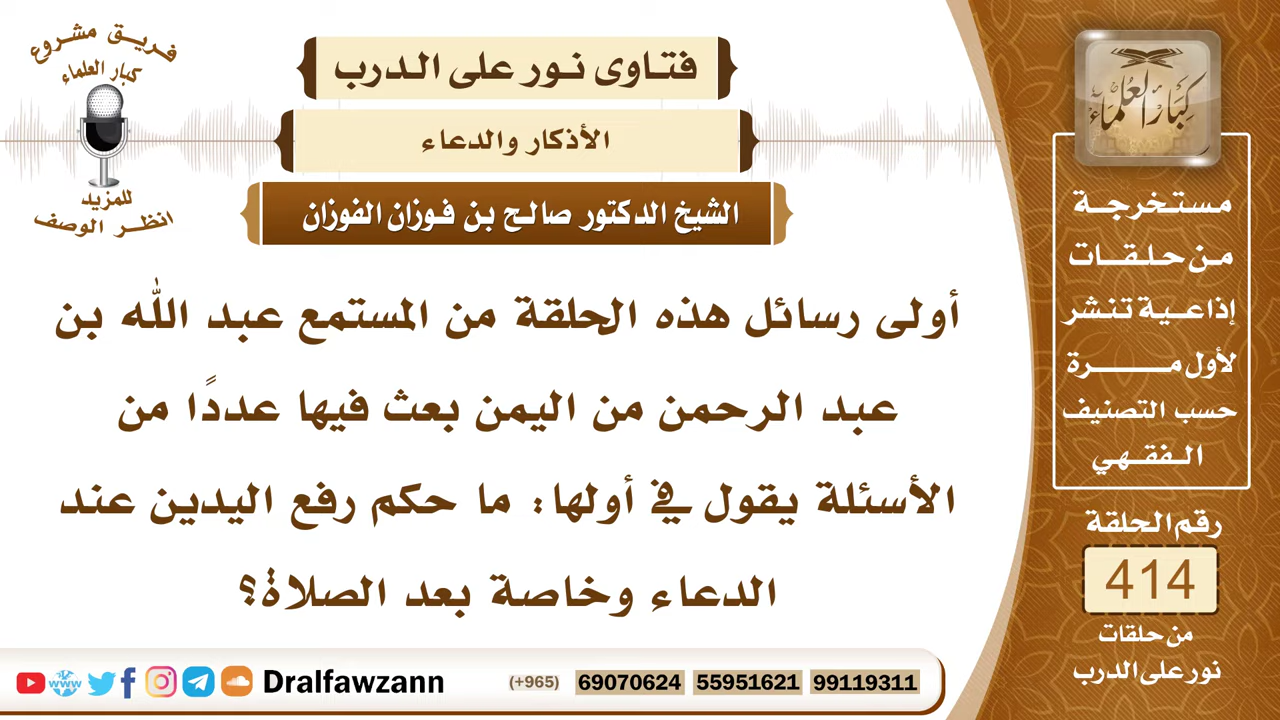 فريق مشروع
كبار العلماء
للمزيد
انظر الوصف
فتاوى نور على الدرب
الأذكار والدعاء
الشيخ الدكتور صالح بن فوزان الفوزان
أولى رسائل هذه الحلقة من المستمع عبد الله بن
عبد الرحمن من اليمن بعث فيها عددًا من
الأسئلة يقول في أولها: ما حكم رفع اليدين عند
الدعاء وخاصة بعد الصلاة؟
كبار العلماء
مستخرجة
من حلقات
إذاعية تنشر
لأول مرة
حسب التصنيف
الفقهي
رقم الحلقة
414
من حلقات
نور على الدرب
www
Dralfawzann
(+965) 69070624 55951621 99119311